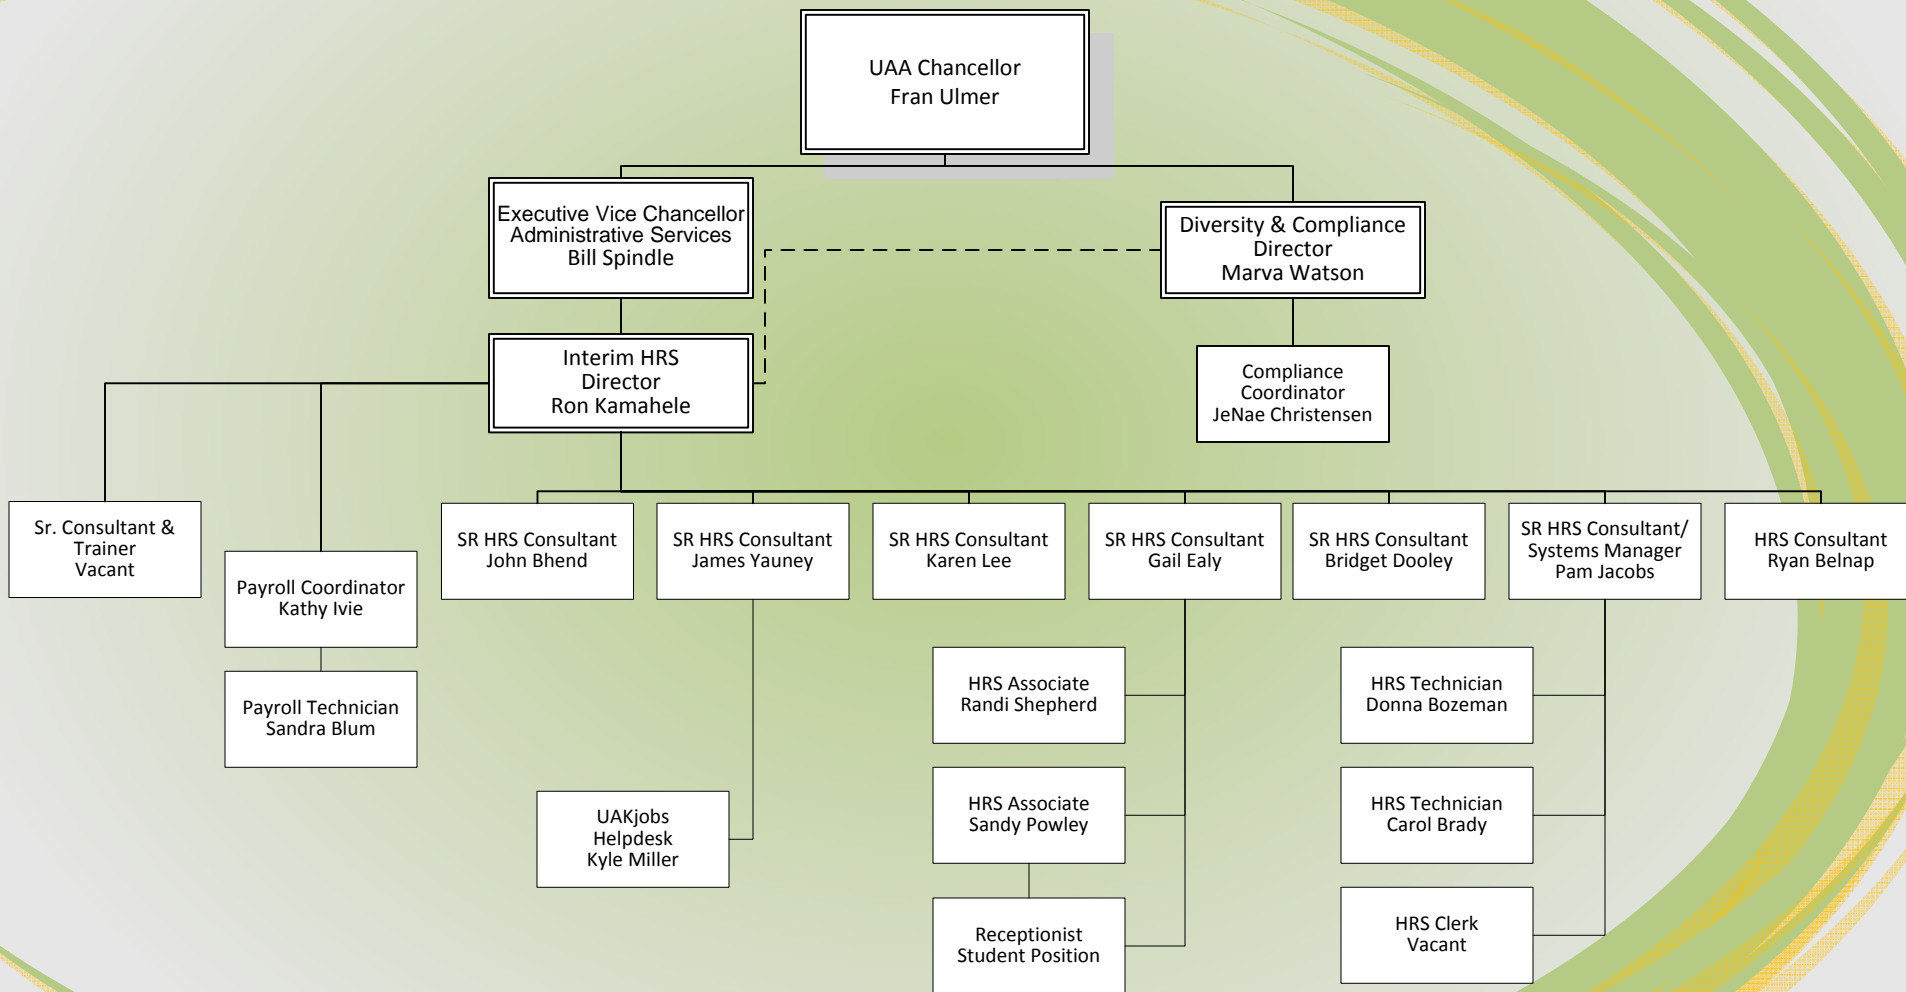 UAA Chancellor
Fran Ulmer
Executive Vice Chancellor
Administrative Services
Bill Spindle
Diversity & Compliance
Director
Marva Watson
Interim HRS
Director
Ron Kamahele
Compliance
Coordinator
JeNae Christensen
Sr. Consultant &
Trainer
Vacant
Payroll Coordinator
Kathy Ivie
SR HRS Consultant
John Bhend
SR HRS Consultant
James Yauney
SR HRS Consultant
Karen Lee
SR HRS Consultant
Gail Ealy
SR HRS Consultant
Bridget Dooley
SR HRS Consultant/
Systems Manager
Pam Jacobs
HRS Consultant
Ryan Belnap
Payroll Technician
Sandra Blum
UAKjobs
Helpdesk
Kyle Miller
HRS Associate
Randi Shepherd
HRS Associate
Sandy Powley
Receptionist
Student Position
HRS Technician
Donna Bozeman
HRS Technician
Carol Brady
HRS Clerk
Vacant